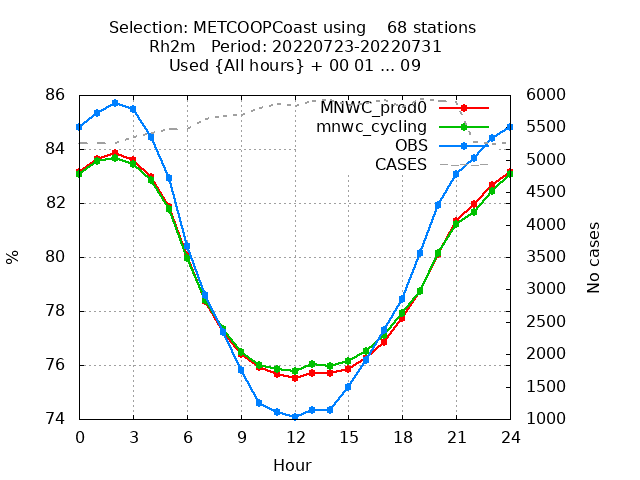 Selection: METCOOPCoast using    68 stations
Rh2m   Period: 20220723-20220731
Used {All hours} + 00 01 ... 09
MNWC_prod0
mnwc_cycling
OBS
CASES
86
84
82
80
78
76
74
%
6000
5500
5000
4500
4000
3500
3000
2500
2000
1500
1000
No cases
0 3 6 9 12 15 18 21 24
Hour